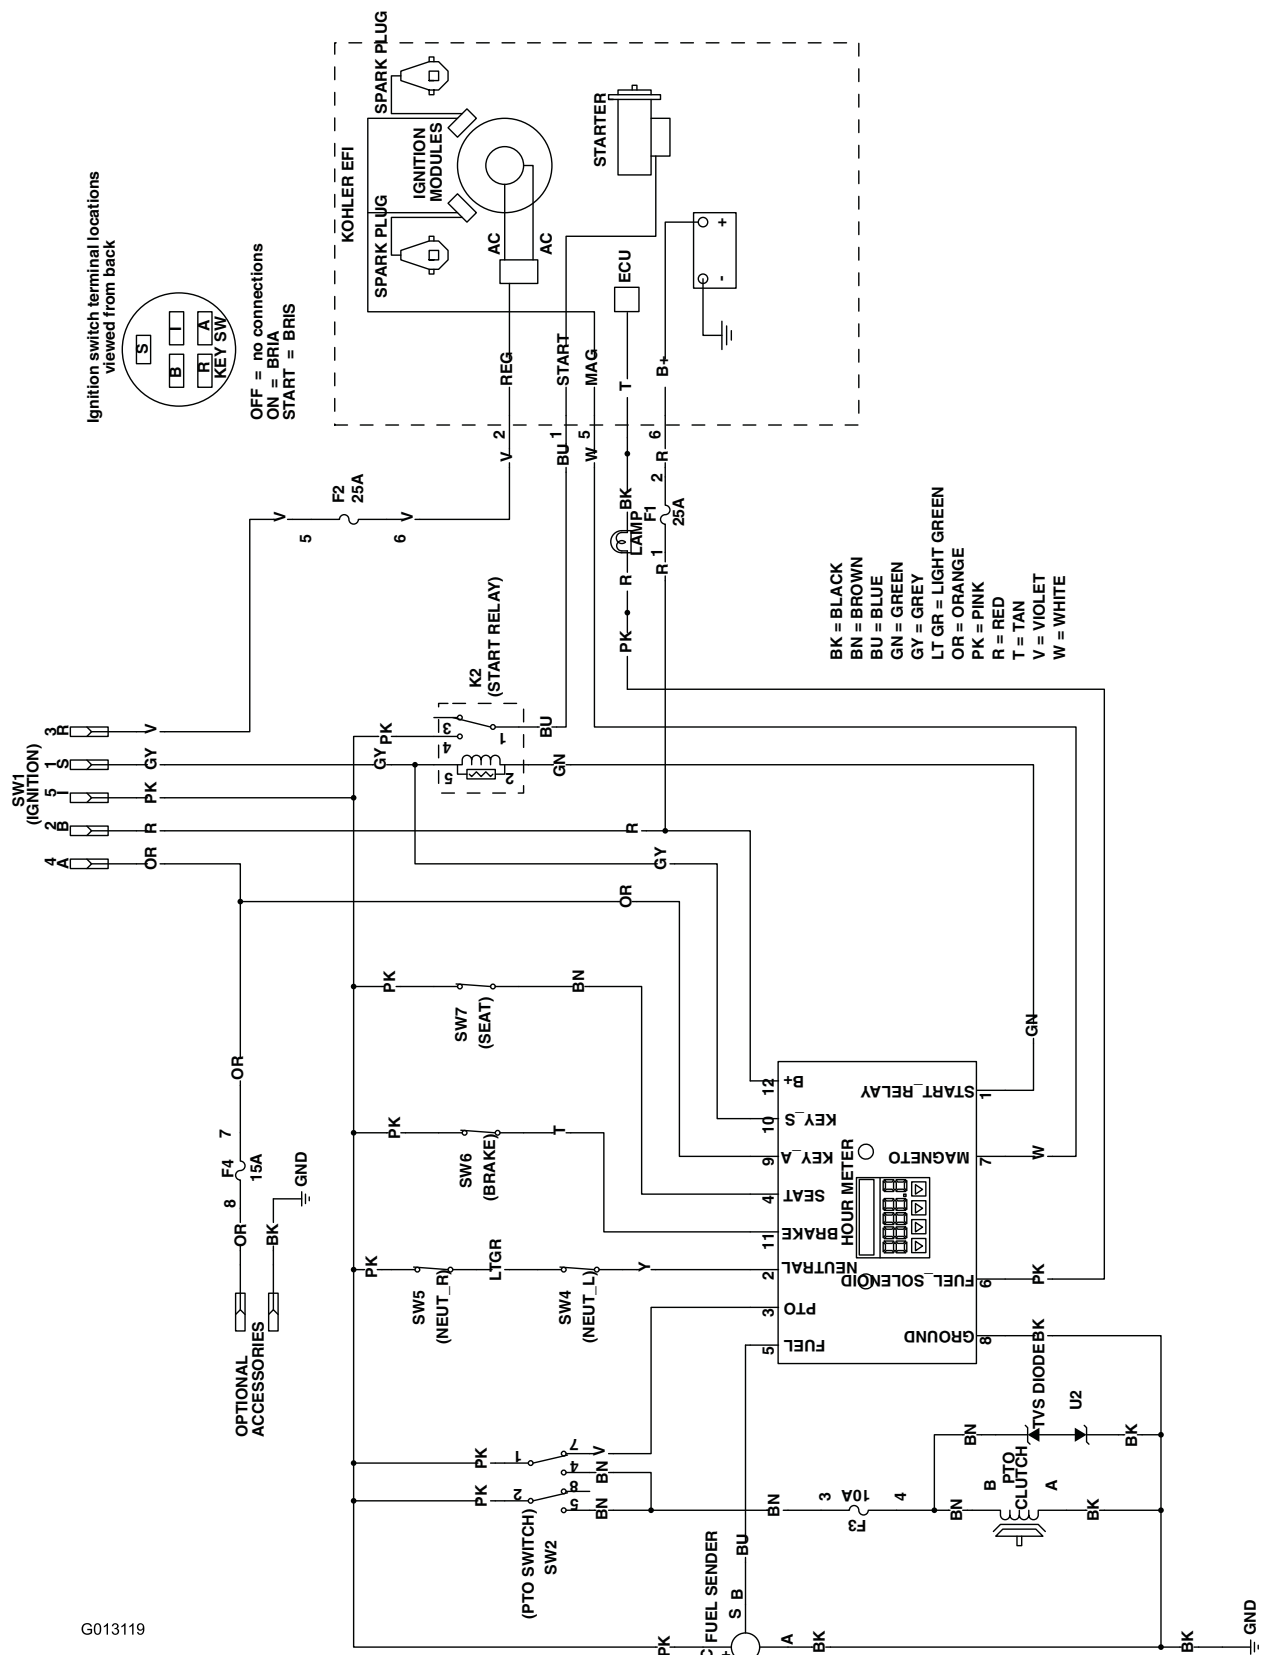 SPARK PLUG
SPARK PLUG
KOHLER EFI
IGNITION
MODULES
STARTER
AC
AC
ECU
+
-
REG
START
MAG
T
B+
Ignition switch terminal locations
viewed from back
S
B
I
R
A
KEY SW
OFF = no connections
ON = BRIA
START = BRIS
2
1
5
6
V
BU
W
R
F2
25A
V
5
V
6
BK
LAMP
R
PK
2
F1
25A
1
R
BK = BLACK
BN = BROWN
BU = BLUE
GN = GREEN
GY = GREY
LT GR = LIGHT GREEN
OR = ORANGE
PK = PINK
R = RED
T = TAN
V = VIOLET
W = WHITE
SW1
(IGNITION)
3
R
1
S
5
I
2
B
4
A
V
GY
PK
R
OR
K2
(START RELAY)
PK
GY
3
4
1
5
2
BU
GN
R
GY
OR
PK
SW7
(SEAT)
BN
PK
SW6
(BRAKE)
T
PK
SW5
(NEUT_R)
LTGR
SW4
(NEUT_L)
Y
OR
7
F4
15A
8
OR
BK
GND
OPTIONAL
ACCESSORIES
12
B+
10
KEY_S
9
KEY_A
4
SEAT
11
BRAKE
2
NEUTRAL
3
PTO
5
FUEL
HOUR METER
START_RELAY
1
MAGNETO
7
FUEL_SOLENOID
6
GROUND
8
GN
W
PK
BK
TVS DIODE
U2
BN
BK
PK
1
7
V
4
BN
PK
2
8
5
BN
(PTO SWITCH)
SW2
BN
3
F3
10A
4
BN
B
PTO
CLUTCH
A
BK
FUEL SENDER
BU
S
B
C
+
PK
A
BK
BK
GND
G013119